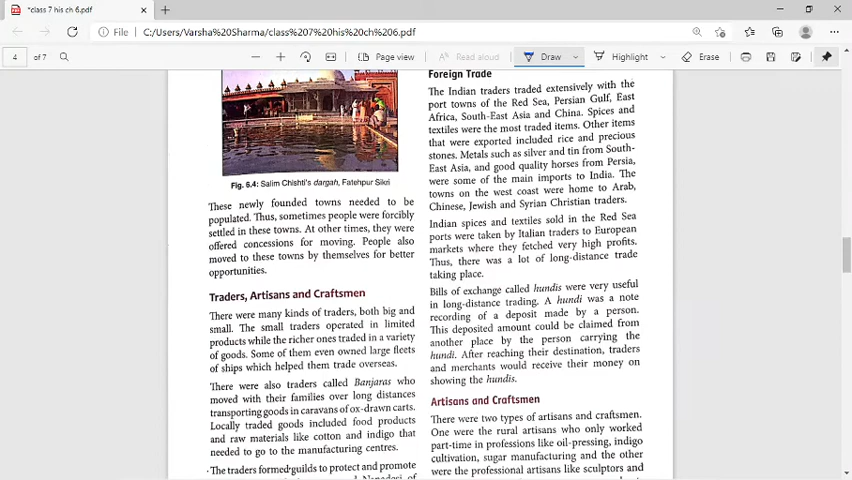 *class 7 his ch 6.pdf
File
C:/Users/Varsha%20Sharma/class%207%20his%20ch%206.pdf
4 of 7
Page view
Read aloud
Draw
Highlight
Erase
Fig. 6.4: Salim Chishti's dargah, Fatehpur Sikri
These newly founded towns needed to be
populated. Thus, sometimes people were forcibly
settled in these towns. At other times, they were
offered concessions for moving. People also
moved to these towns by themselves for better
opportunities.
Traders, Artisans and Craftsmen
There were many kinds of traders, both big and
small. The small traders operated in limited
products while the richer ones traded in a variety
of goods. Some of them even owned large fleets
of ships which helped them trade overseas.
There were also traders called Banjaras who
moved with their families over long distances
transporting goods in caravans of ox-drawn carts.
Locally traded goods included food products
and raw materials like cotton and indigo that
needed to go to the manufacturing centres.
The traders formed guilds to protect and promote
Nanadesi of
Foreign Trade
The Indian traders traded extensively with the
port towns of the Red Sea, Persian Gulf, East
Africa, South-East Asia and China. Spices and
textiles were the most traded items. Other items
that were exported included rice and precious
stones. Metals such as silver and tin from South-
East Asia, and good quality horses from Persia,
were some of the main imports to India. The
towns on the west coast were home to Arab,
Chinese, Jewish and Syrian Christian traders.
Indian spices and textiles sold in the Red Sea
ports were taken by Italian traders to European
markets where they fetched very high profits.
Thus, there was a lot of long-distance trade
taking place.
Bills of exchange called hundis were very useful
in long-distance trading. A hundi was a note
recording of a deposit made by a person.
This deposited amount could be claimed from
another place by the person carrying the
hundi. After reaching their destination, traders
and merchants would receive their money on
showing the hundis.
Artisans and Craftsmen
There were two types of artisans and craftsmen.
One were the rural artisans who only worked
part-time in professions like oil-pressing, indigo
cultivation, sugar manufacturing and the other
were the professional artisans like sculptors and